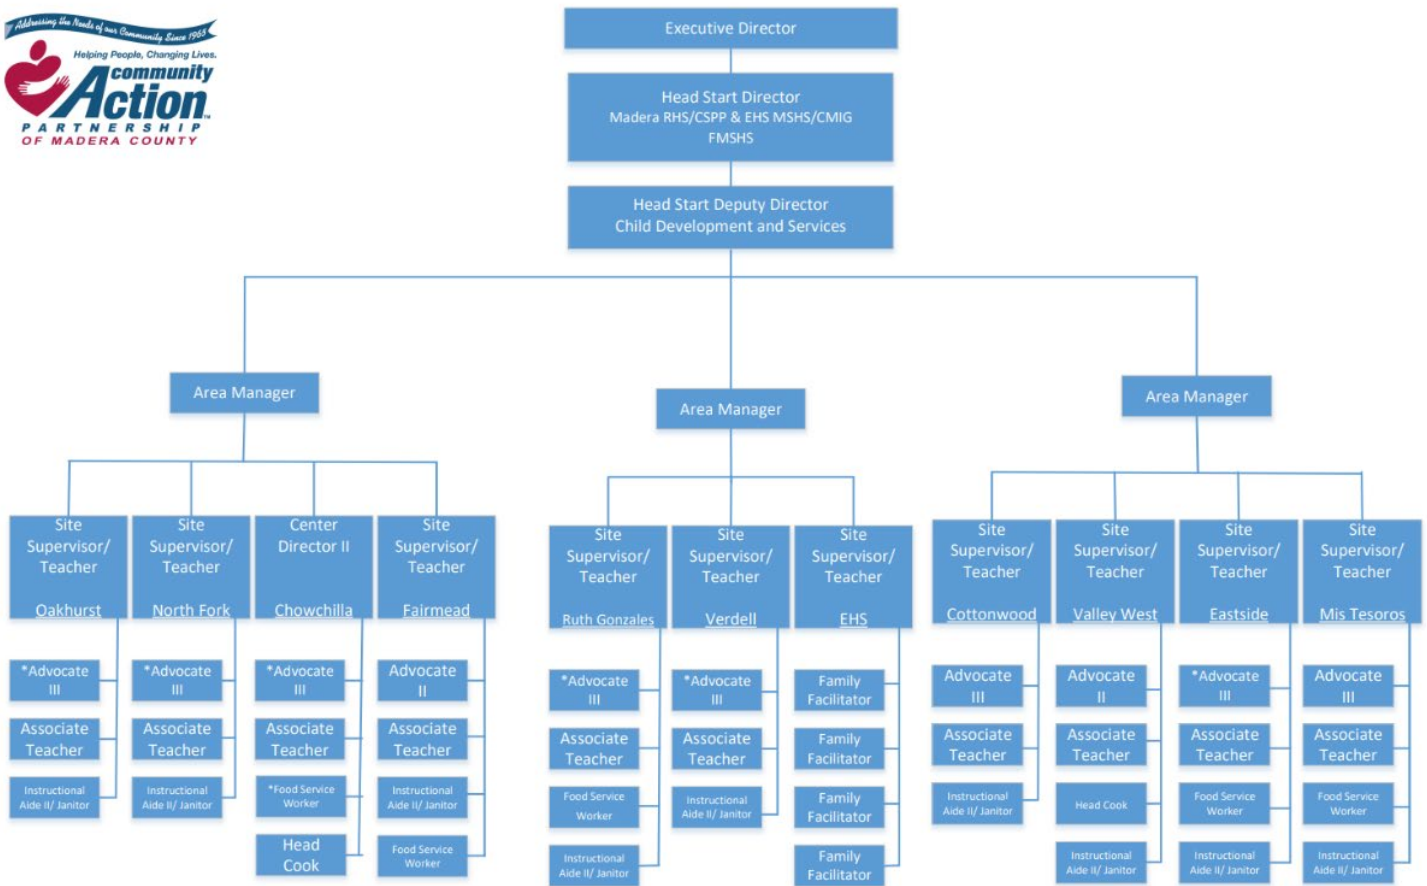 Addressing the Needs of our Community Since 1965
Helping People, Changing Lives.
community
Action
PARTNERSHIP
OF MADERA COUNTY
Executive Director
Head Start Director
Madera RHS/CSPP & EHS MSHS/CMIG
FMSHS
Head Start Deputy Director
Child Development and Services
Area Manager
Area Manager
Area Manager
Site
Supervisor/
Teacher
Oakhurst
*Advocate
III
Associate
Teacher
Instructional
Aide II/ Janitor
Site
Supervisor/
Teacher
North Fork
*Advocate
III
Associate
Teacher
Instructional
Aide II/ Janitor
Center
Director II
Chowchilla
*Advocate
III
Associate
Teacher
*Food Service
Worker
Head
Cook
Site
Supervisor/
Teacher
Fairmead
Advocate
II
Associate
Teacher
Instructional
Aide II/ Janitor
Food Service
Worker
Site
Supervisor/
Teacher
Ruth Gonzales
*Advocate
III
Associate
Teacher
Food Service
Worker
Instructional
Aide II/ Janitor
Site
Supervisor/
Teacher
Verdell
*Advocate
III
Associate
Teacher
Instructional
Aide II/ Janitor
Site
Supervisor/
Teacher
EHS
Family
Facilitator
Family
Facilitator
Family
Facilitator
Family
Facilitator
Site
Supervisor/
Teacher
Cottonwood
Advocate
III
Associate
Teacher
Instructional
Aide II/ Janitor
Site
Supervisor/
Teacher
Valley West
Advocate
II
Associate
Teacher
Head Cook
Instructional
Aide II/ Janitor
Site
Supervisor/
Teacher
Eastside
*Advocate
III
Associate
Teacher
Food Service
Worker
Instructional
Aide II/ Janitor
Site
Supervisor/
Teacher
Mis Tesoros
Advocate
III
Associate
Teacher
Food Service
Worker
Instructional
Aide II/ Janitor